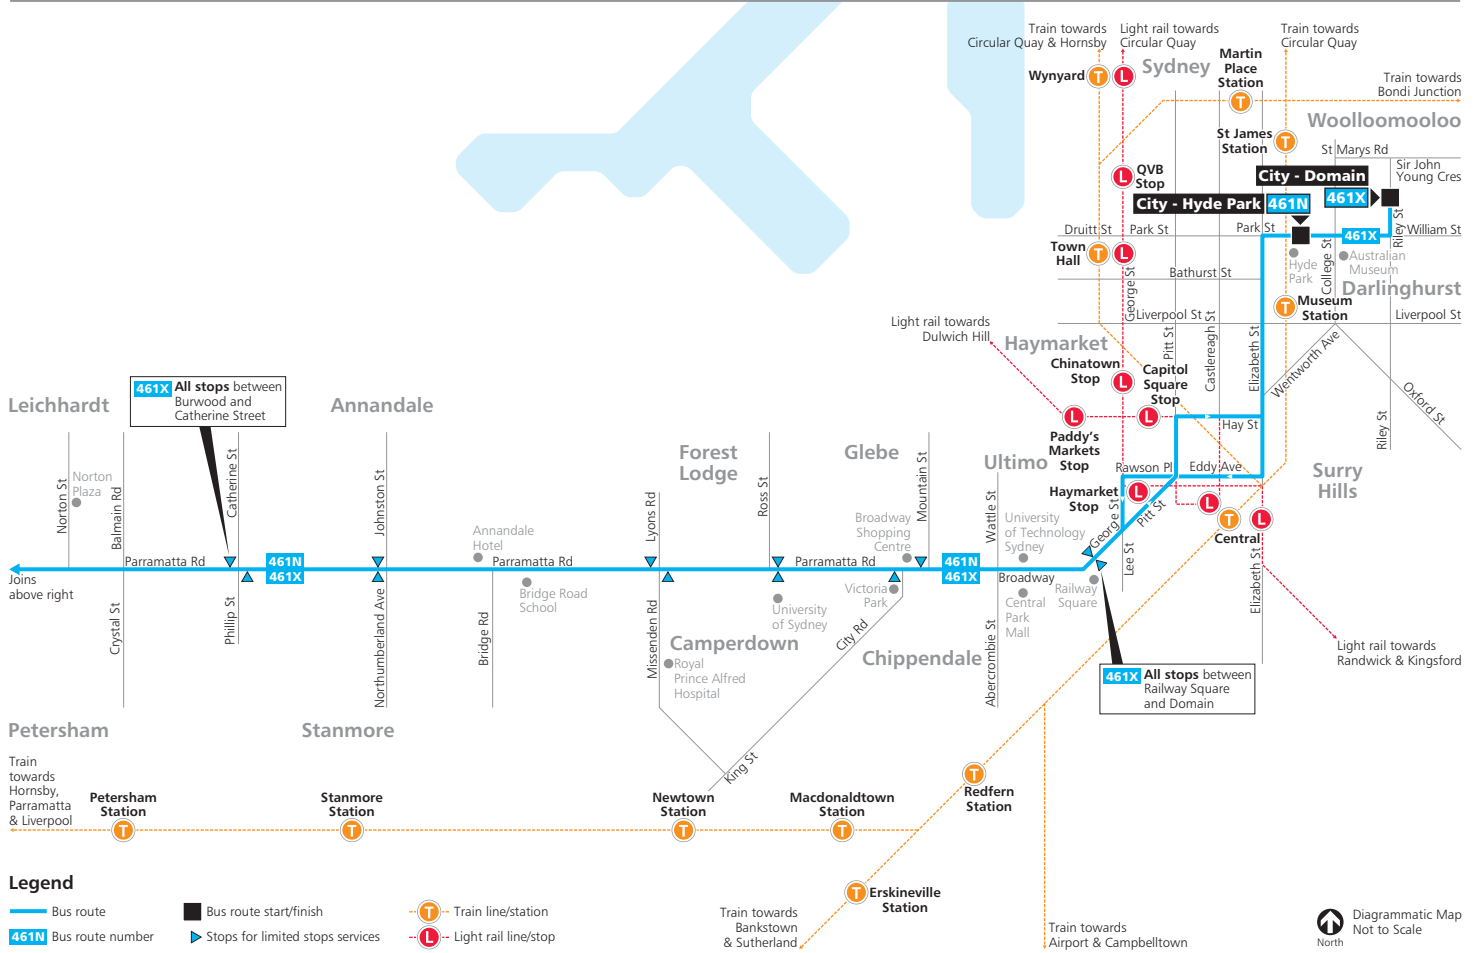 Train towards
Circular Quay & Hornsby
Light rail towards
Circular Quay
Train towards
Circular Quay
Wynyard
T
L
Sydney
Martin
Place
Station
T
Train towards
Bondi Junction
Woolloomooloo
St James
Station
T
St Marys Rd
Sir John
Young Cres
QVB
Stop
L
City - Domain
461X
City - Hyde Park
461N
Druitt St
Park St
Park St
461X
Riley St
William St
Town
Hall
T
L
George St
Bathurst St
Hyde
Park
College St
Australian
Museum
Darlinghurst
Museum
Station
T
Liverpool St
Liverpool St
Light rail towards
Dulwich Hill
Haymarket
Pitt St
Castlereagh St
Elizabeth St
Wentworth Ave
Oxford St
Riley St
Chinatown
Stop
L
Capitol
Square
Stop
L
L
Paddy's
Markets
Stop
Hay St
Rawson Pl
Eddy Ave
Surry
Hills
Haymarket
Stop
L
George St
Pitt St
L
T
L
Central
Leichhardt
461X All stops between
Burwood and
Catherine Street
Annandale
Forest
Lodge
Glebe
Ultimo
Norton St
Norton
Plaza
Balmain Rd
Catherine St
Johnston St
Annandale
Hotel
Lyons Rd
Ross St
Broadway
Shopping
Centre
Mountain St
Wattle St
University
of Technology
Sydney
Lee St
Elizabeth St
Parramatta Rd
461N
461X
Parramatta Rd
Parramatta Rd
461N
461X
Broadway
Joins
above right
Crystal St
Phillip St
Northumberland Ave
Bridge Rd
Bridge Road
School
Missenden Rd
University
of Sydney
Victoria
Park
City Rd
Central
Park
Mall
Railway
Square
Abercrombie St
Camperdown
Royal
Prince Alfred
Hospital
Chippendale
Light rail towards
Randwick & Kingsford
461X All stops between
Railway Square
and Domain
Petersham
Stanmore
King St
Train
towards
Hornsby,
Parramatta
& Liverpool
Petersham
Station
T
Stanmore
Station
T
Newtown
Station
T
Macdonaldtown
Station
T
T
Redfern
Station
T
Erskineville
Station
Train towards
Bankstown
& Sutherland
Train towards
Airport & Campbelltown
Legend
Bus route
Bus route start/finish
T
Train line/station
461N
Bus route number
Stops for limited stops services
L
Light rail line/stop
North
Diagrammatic Map
Not to Scale